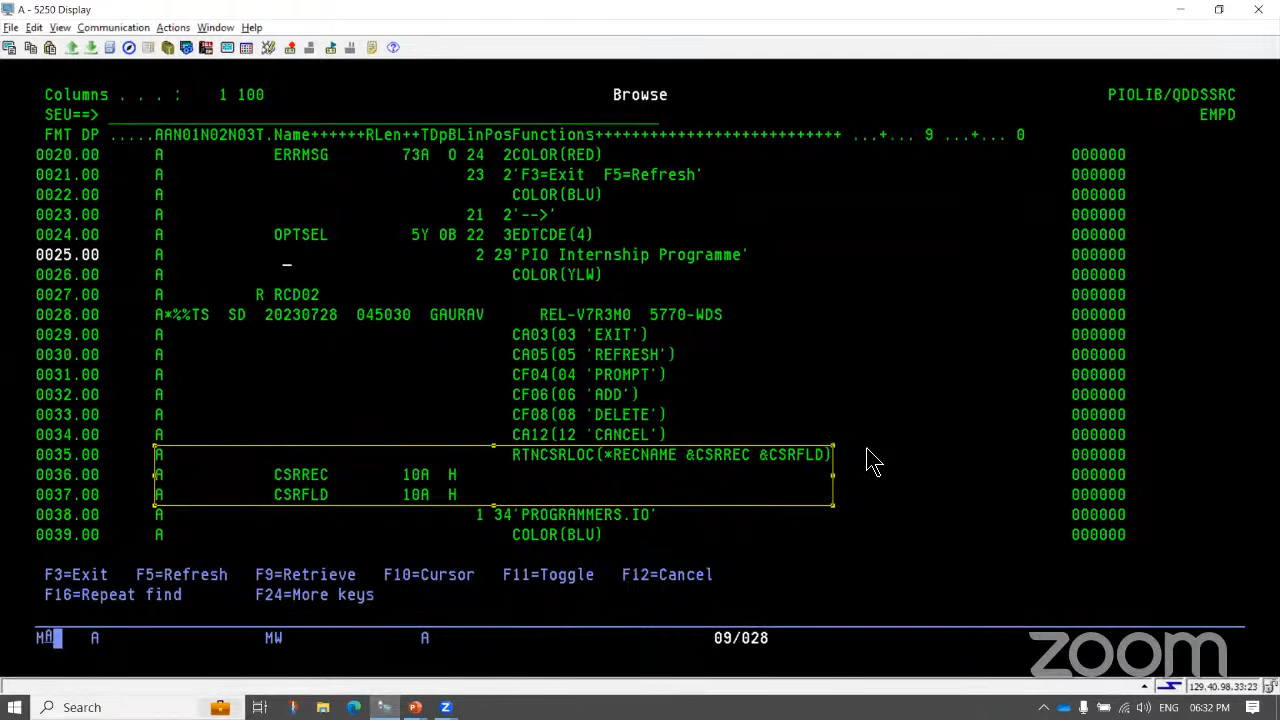 A - 5250 Display
File Edit View Communication Actions Window Help
Columns . . . : 1 100 Browse PIOLIB/QDDSSRC
SEU==> EMPD
FMT DP .....AAN01N02N03T.Name++++++RLen++TDpBLinPosFunctions+++++++++++++++++++++++++++ ...+... 9 ...+... 0
0020.00 A ERRMSG 73A O 24 2COLOR(RED) 000000
0021.00 A 23 2'F3=Exit F5=Refresh' 000000
0022.00 A COLOR(BLU) 000000
0023.00 A 21 2'-->' 000000
0024.00 A OPTSEL 5Y 0B 22 3EDTCDE(4) 000000
0025.00 A 2 29'PIO Internship Programme' 000000
0026.00 A COLOR(YLW) 000000
0027.00 A R RCD02 000000
0028.00 A*%%TS SD 20230728 045030 GAURAV REL-V7R3M0 5770-WDS 000000
0029.00 A CA03(03 'EXIT') 000000
0030.00 A CA05(05 'REFRESH') 000000
0031.00 A CF04(04 'PROMPT') 000000
0032.00 A CF06(06 'ADD') 000000
0033.00 A CF08(08 'DELETE') 000000
0034.00 A CA12(12 'CANCEL') 000000
0035.00 A RTNCSRLOC(*RECNAME &CSRREC &CSRFLD) 000000
0036.00 A CSRREC 10A H 000000
0037.00 A CSRFLD 10A H 000000
0038.00 A 1 34'PROGRAMMERS.IO' 000000
0039.00 A COLOR(BLU) 000000
F3=Exit F5=Refresh F9=Retrieve F10=Cursor F11=Toggle F12=Cancel
F16=Repeat find F24=More keys
A MW A 09/028
zoom
129.40.98.33:23
Search ENG 06:32 PM